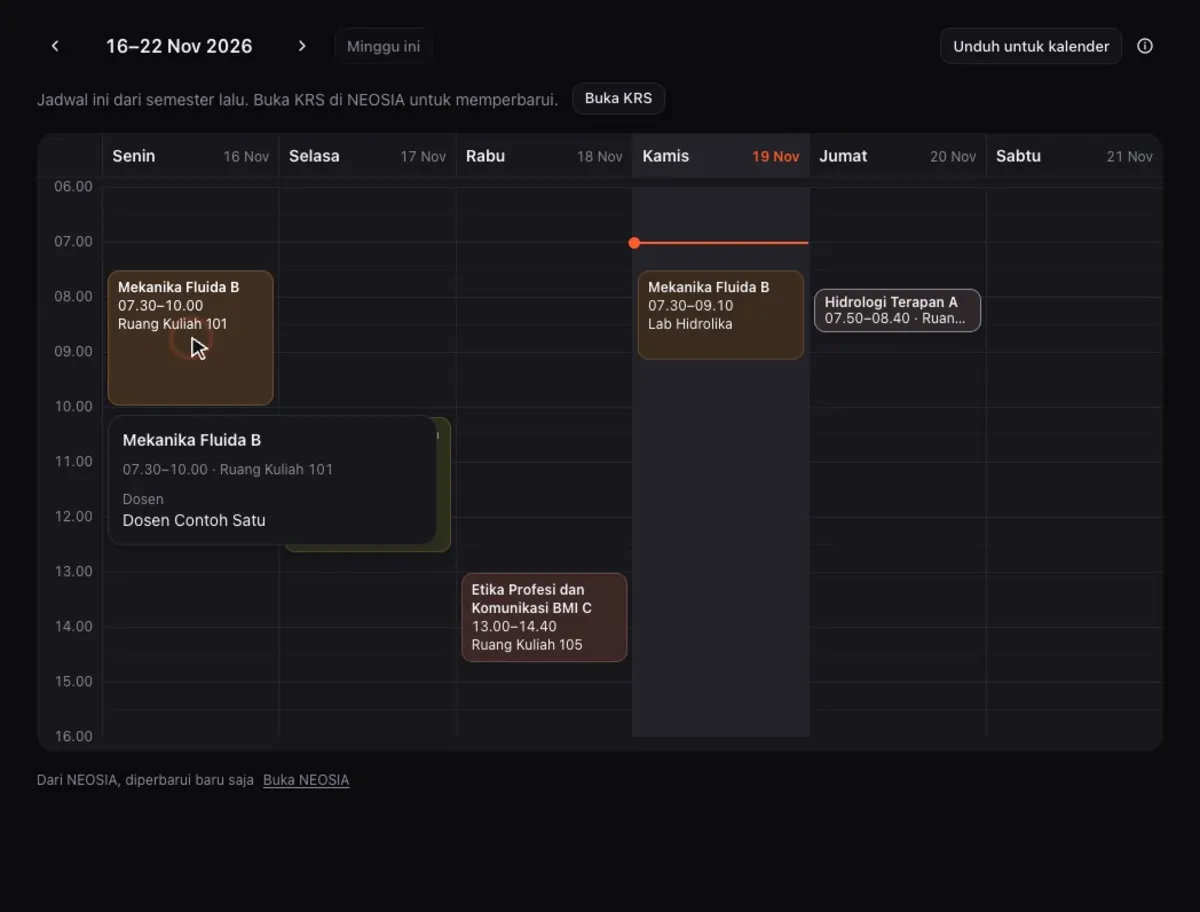 16–22 Nov 2026
Minggu ini
Unduh untuk kalender
Jadwal ini dari semester lalu. Buka KRS di NEOSIA untuk memperbarui.
Buka KRS
Senin 16 Nov
Selasa 17 Nov
Rabu 18 Nov
Kamis 19 Nov
Jumat 20 Nov
Sabtu 21 Nov
06.00
07.00
08.00
09.00
10.00
11.00
12.00
13.00
14.00
15.00
16.00
Mekanika Fluida B
07.30–10.00
Ruang Kuliah 101
Mekanika Fluida B
07.30–10.00 · Ruang Kuliah 101
Dosen
Dosen Contoh Satu
Etika Profesi dan
Komunikasi BMI C
13.00–14.40
Ruang Kuliah 105
Mekanika Fluida B
07.30–09.10
Lab Hidrolika
Hidrologi Terapan A
07.50–08.40 · Ruan...
Dari NEOSIA, diperbarui baru saja Buka NEOSIA